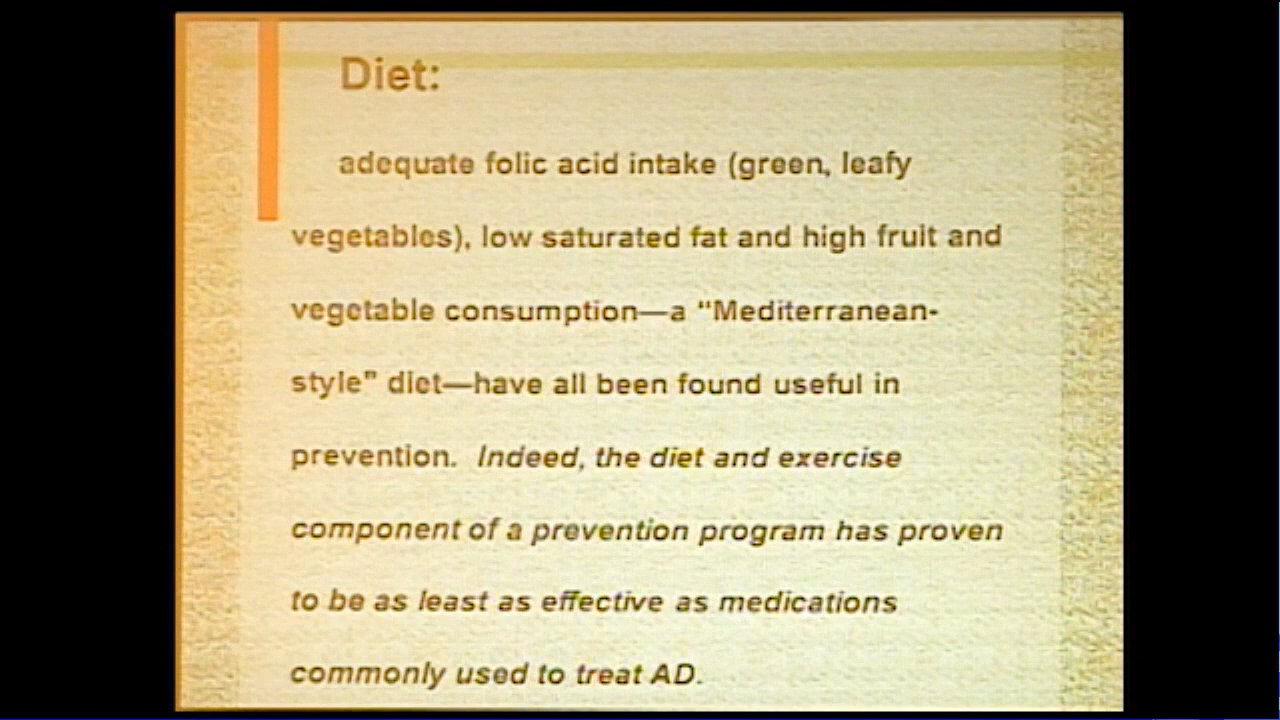 Diet:
adequate folic acid intake (green, leafy
vegetables), low saturated fat and high fruit and
vegetable consumption—a "Mediterranean-
style" diet—have all been found useful in
prevention. Indeed, the diet and exercise
component of a prevention program has proven
to be as least as effective as medications
commonly used to treat AD.